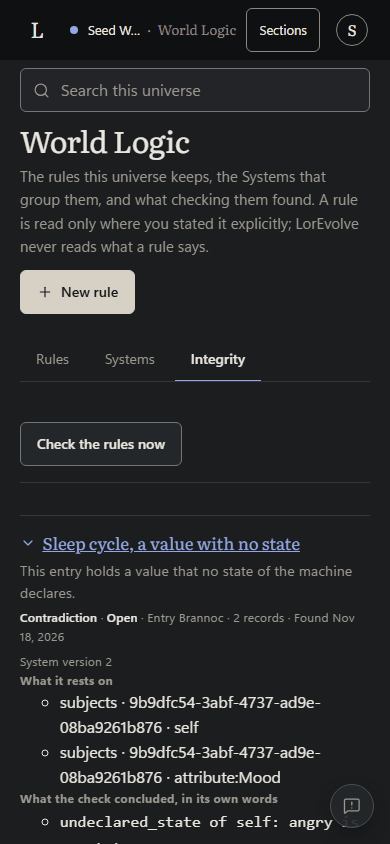 L
Seed W... · World Logic
Sections
S
Search this universe
World Logic
The rules this universe keeps, the Systems that
group them, and what checking them found. A rule
is read only where you stated it explicitly; LorEvolve
never reads what a rule says.
+ New rule
Rules
Systems
Integrity
Check the rules now
Sleep cycle, a value with no state
This entry holds a value that no state of the machine
declares.
Contradiction · Open · Entry Brannoc · 2 records · Found Nov
18, 2026
System version 2
What it rests on
subjects · 9b9dfc54-3abf-4737-ad9e-
08ba9261b876 · self
subjects · 9b9dfc54-3abf-4737-ad9e-
08ba9261b876 · attribute:Mood
What the check concluded, in its own words
undeclared_state of self: angry is